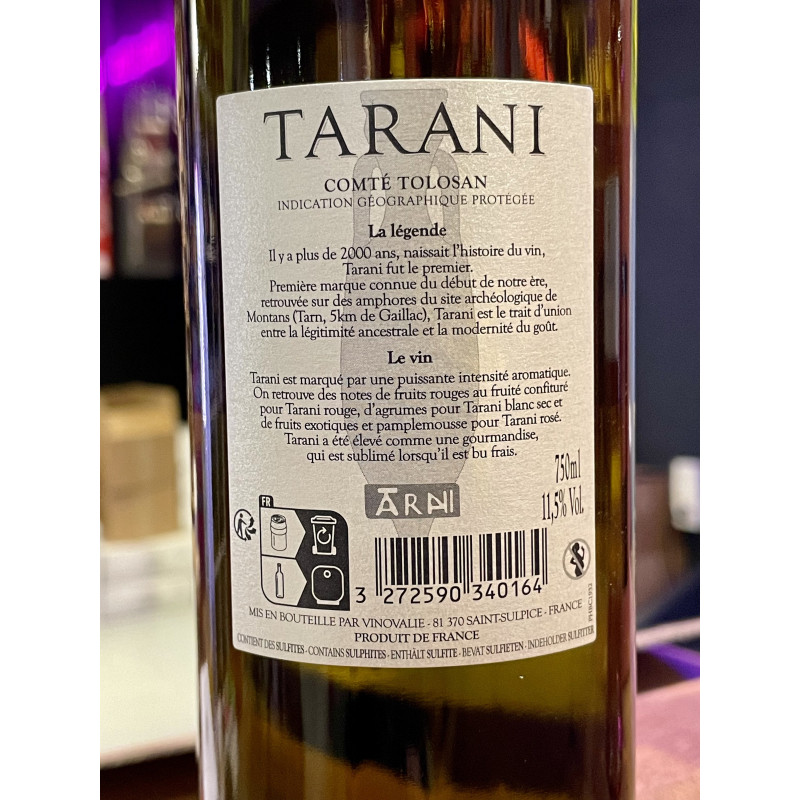 TARANI
COMTÉ TOLOSAN
INDICATION GÉOGRAPHIQUE PROTÉGÉE
La légende
Il y a plus de 2000 ans, naissait l'histoire du vin,
Tarani fut le premier.
Première marque connue du début de notre ère,
retrouvée sur des amphores du site archéologique de
Montans (Tarn, 5km de Gaillac), Tarani est le trait d'union
entre la légitimité ancestrale et la modernité du goût.
Le vin
Tarani est marqué par une puissante intensité aromatique.
On retrouve des notes de fruits rouges au fruité confituré
pour Tarani rouge, d'agrumes pour Tarani blanc sec et
de fruits exotiques et pamplemousse pour Tarani rosé.
Tarani a été élevé comme une gourmandise,
qui est sublimé lorsqu'il est bu frais.
750ml
11,5% Vol.
TARANI
FR
3 272590 340164
MIS EN BOUTEILLE PAR VINOVALIE - 81 370 SAINT-SULPICE - FRANCE
PRODUIT DE FRANCE
CONTIENT DES SULFITES - CONTAINS SULPHITES - ENTHÄLT SULFITE - BEVAT SULFIETEN - INDEHOLDER SULFITTER